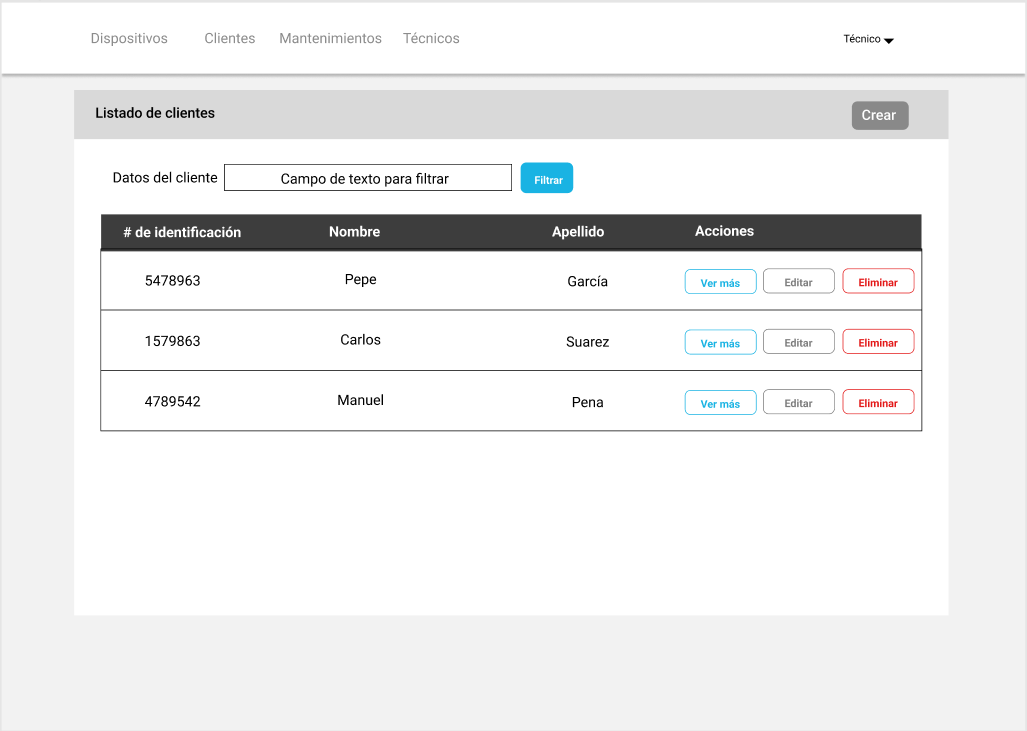 Dispositivos Clientes Mantenimientos Técnicos Técnico
Listado de clientes Crear
Datos del cliente Campo de texto para filtrar Filtrar
# de identificación Nombre Apellido Acciones
5478963 Pepe García Ver más Editar Eliminar
1579863 Carlos Suarez Ver más Editar Eliminar
4789542 Manuel Pena Ver más Editar Eliminar